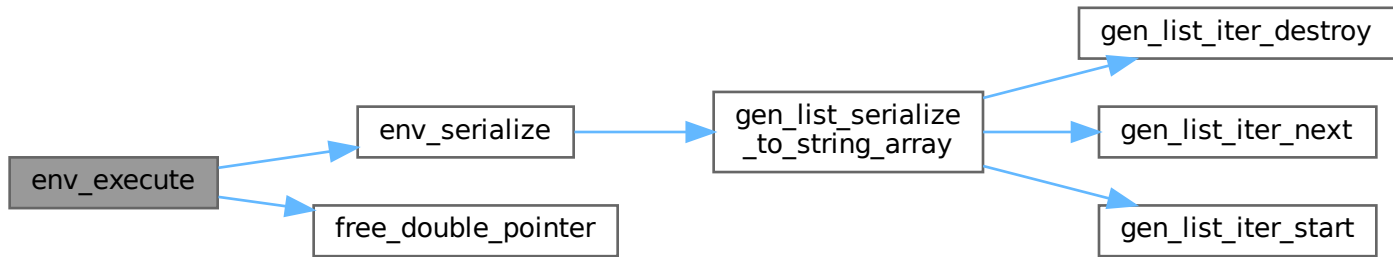 env_execute
env_serialize
free_double_pointer
gen_list_serialize
_to_string_array
gen_list_iter_destroy
gen_list_iter_next
gen_list_iter_start